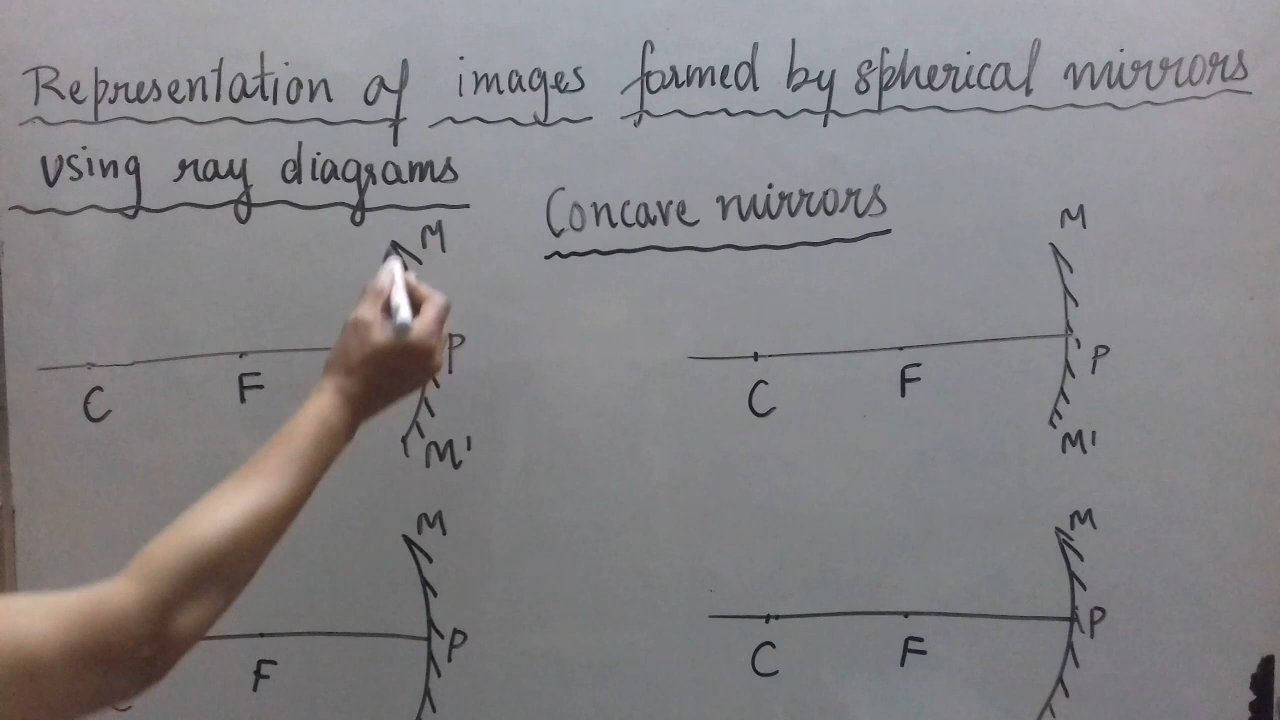 Representation of images formed by spherical mirrors
using ray diagrams
Concave mirrors
M
C F P
M'
M
C F P
M'
M
F P
M
C F P